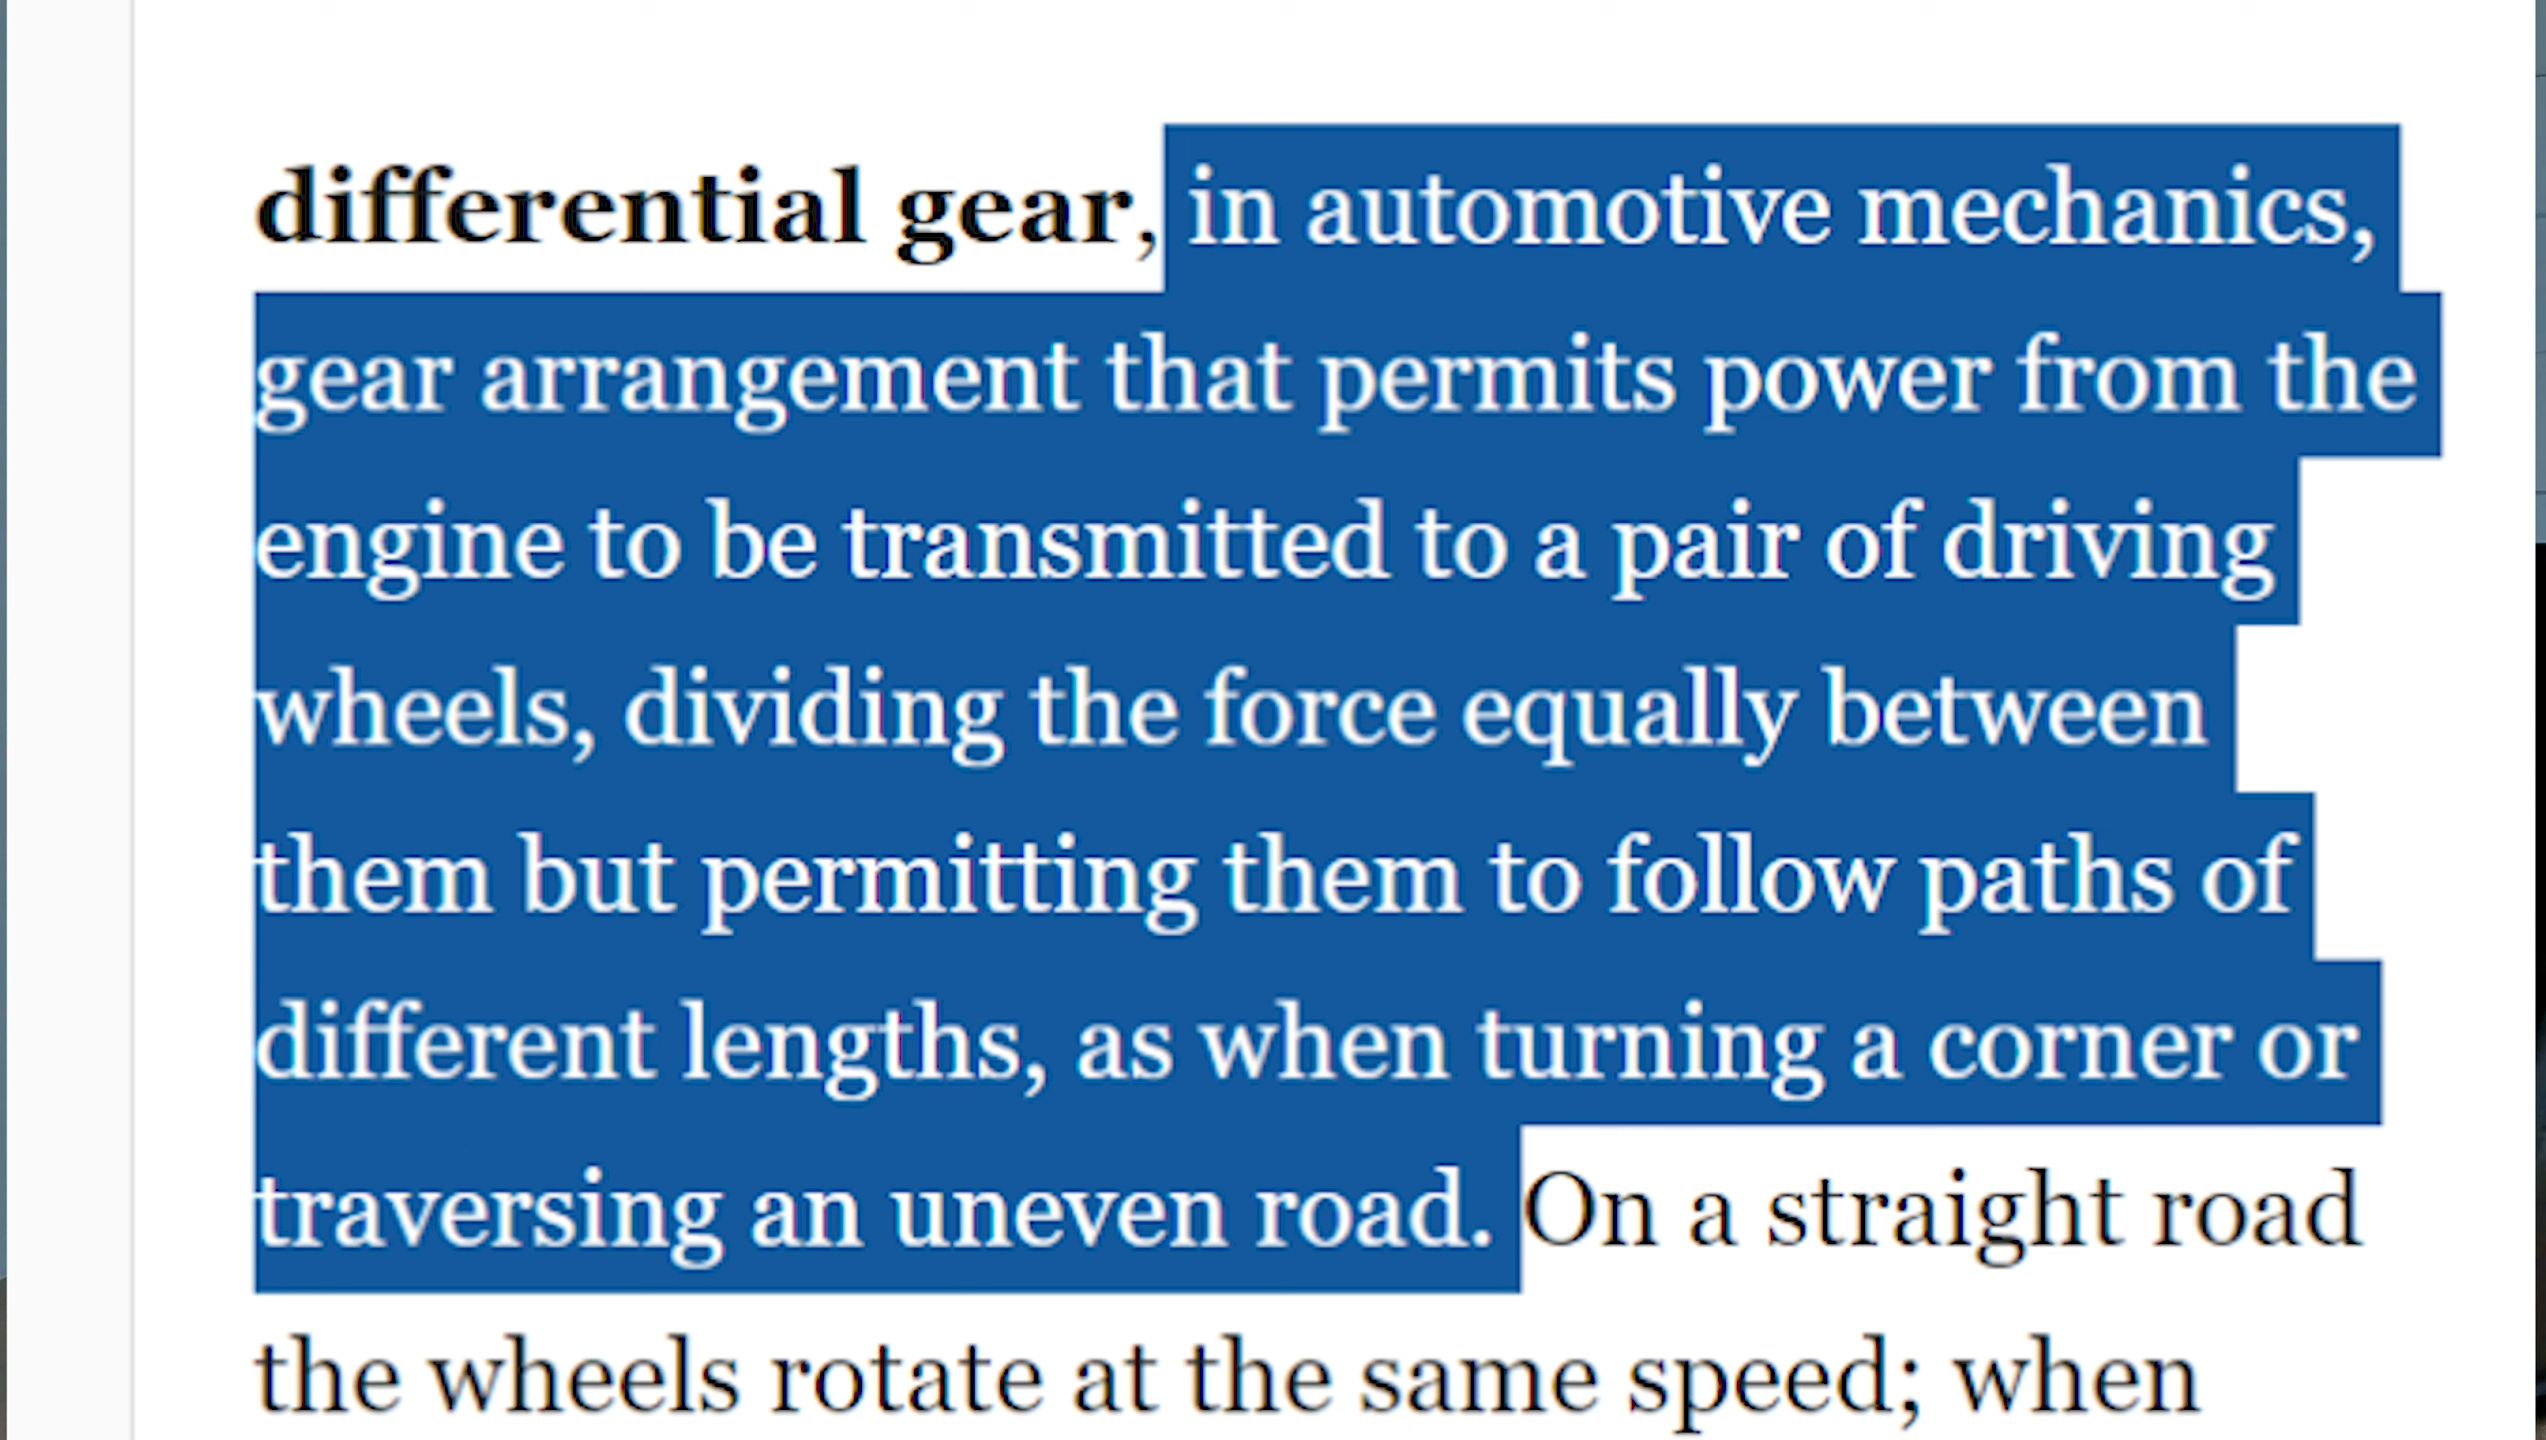 differential gear, in automotive mechanics,
gear arrangement that permits power from the
engine to be transmitted to a pair of driving
wheels, dividing the force equally between
them but permitting them to follow paths of
different lengths, as when turning a corner or
traversing an uneven road. On a straight road
the wheels rotate at the same speed; when